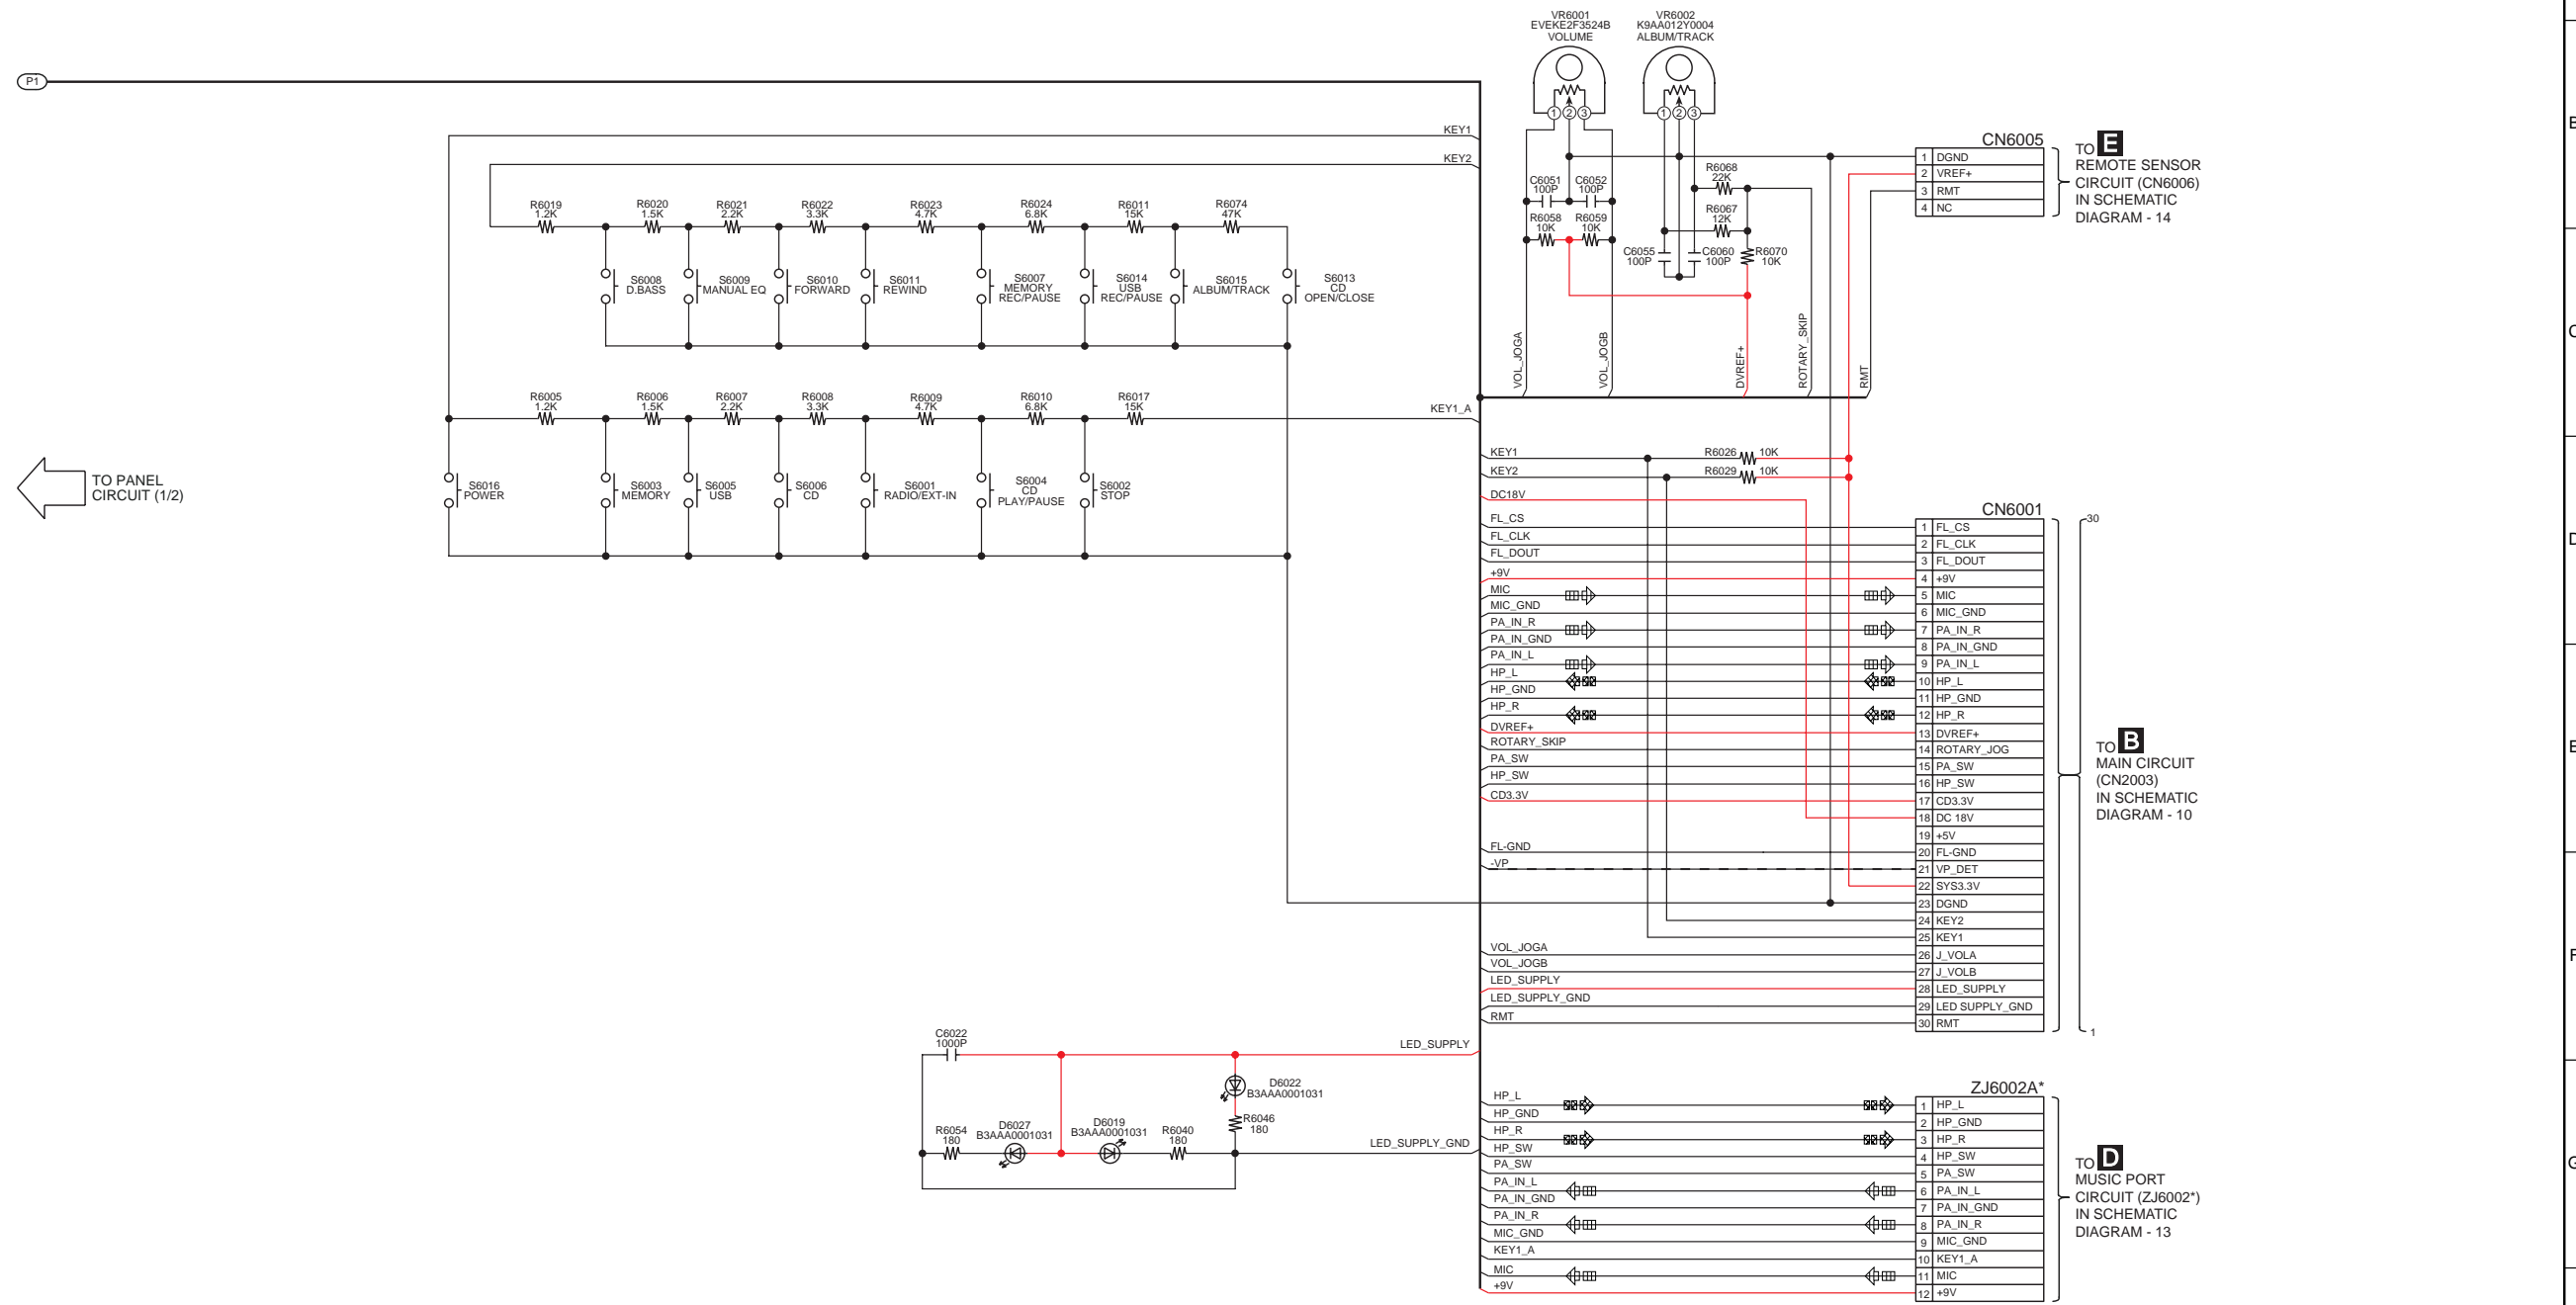 VR6001
EVEKE2F3524B
VOLUME
VR6002
K9AA012Y0004
ALBUM/TRACK
P1
1 2 3
1 2 3
KEY1
KEY2
CN6005
1 DGND
2 VREF+
3 RMT
4 NC
TO E
REMOTE SENSOR
CIRCUIT (CN6006)
IN SCHEMATIC
DIAGRAM - 14
R6019
1.2K
R6020
1.5K
R6021
2.2K
R6022
3.3K
R6023
4.7K
R6024
6.8K
R6011
15K
R6074
47K
C6051
100P
C6052
100P
R6058
10K
R6059
10K
R6068
22K
R6067
12K
C6055
100P
C6060
100P
R6070
10K
S6008
D.BASS
S6009
MANUAL EQ
S6010
FORWARD
S6011
REWIND
S6007
MEMORY
REC/PAUSE
S6014
USB
REC/PAUSE
S6015
ALBUM/TRACK
S6013
CD
OPEN/CLOSE
VOL_JOGA
VOL_JOGB
DVREF+
ROTARY_SKIP
RMT
R6005
1.2K
R6006
1.5K
R6007
2.2K
R6008
3.3K
R6009
4.7K
R6010
6.8K
R6017
15K
KEY1_A
TO PANEL
CIRCUIT (1/2)
S6016
POWER
S6003
MEMORY
S6005
USB
S6006
CD
S6001
RADIO/EXT-IN
S6004
CD
PLAY/PAUSE
S6002
STOP
KEY1
R6026 10K
KEY2
R6029 10K
DC18V
FL_CS
FL_CLK
FL_DOUT
+9V
MIC
MIC_GND
PA_IN_R
PA_IN_GND
PA_IN_L
HP_L
HP_GND
HP_R
DVREF+
ROTARY_SKIP
PA_SW
HP_SW
CD3.3V
FL-GND
-VP
VOL_JOGA
VOL_JOGB
LED_SUPPLY
LED_SUPPLY_GND
RMT
CN6001
1 FL_CS
2 FL_CLK
3 FL_DOUT
4 +9V
5 MIC
6 MIC_GND
7 PA_IN_R
8 PA_IN_GND
9 PA_IN_L
10 HP_L
11 HP_GND
12 HP_R
13 DVREF+
14 ROTARY_JOG
15 PA_SW
16 HP_SW
17 CD3.3V
18 DC 18V
19 +5V
20 FL-GND
21 VP_DET
22 SYS3.3V
23 DGND
24 KEY2
25 KEY1
26 J_VOLA
27 J_VOLB
28 LED_SUPPLY
29 LED SUPPLY_GND
30 RMT
30
1
TO B
MAIN CIRCUIT
(CN2003)
IN SCHEMATIC
DIAGRAM - 10
C6022
1000P
LED_SUPPLY
D6022
B3AAA0001031
R6054
180
D6027
B3AAA0001031
D6019
B3AAA0001031
R6040
180
R6046
180
LED_SUPPLY_GND
HP_L
HP_GND
HP_R
HP_SW
PA_SW
PA_IN_L
PA_IN_GND
PA_IN_R
MIC_GND
KEY1_A
MIC
+9V
ZJ6002A*
1 HP_L
2 HP_GND
3 HP_R
4 HP_SW
5 PA_SW
6 PA_IN_L
7 PA_IN_GND
8 PA_IN_R
9 MIC_GND
10 KEY1_A
11 MIC
12 +9V
TO D
MUSIC PORT
CIRCUIT (ZJ6002*)
IN SCHEMATIC
DIAGRAM - 13